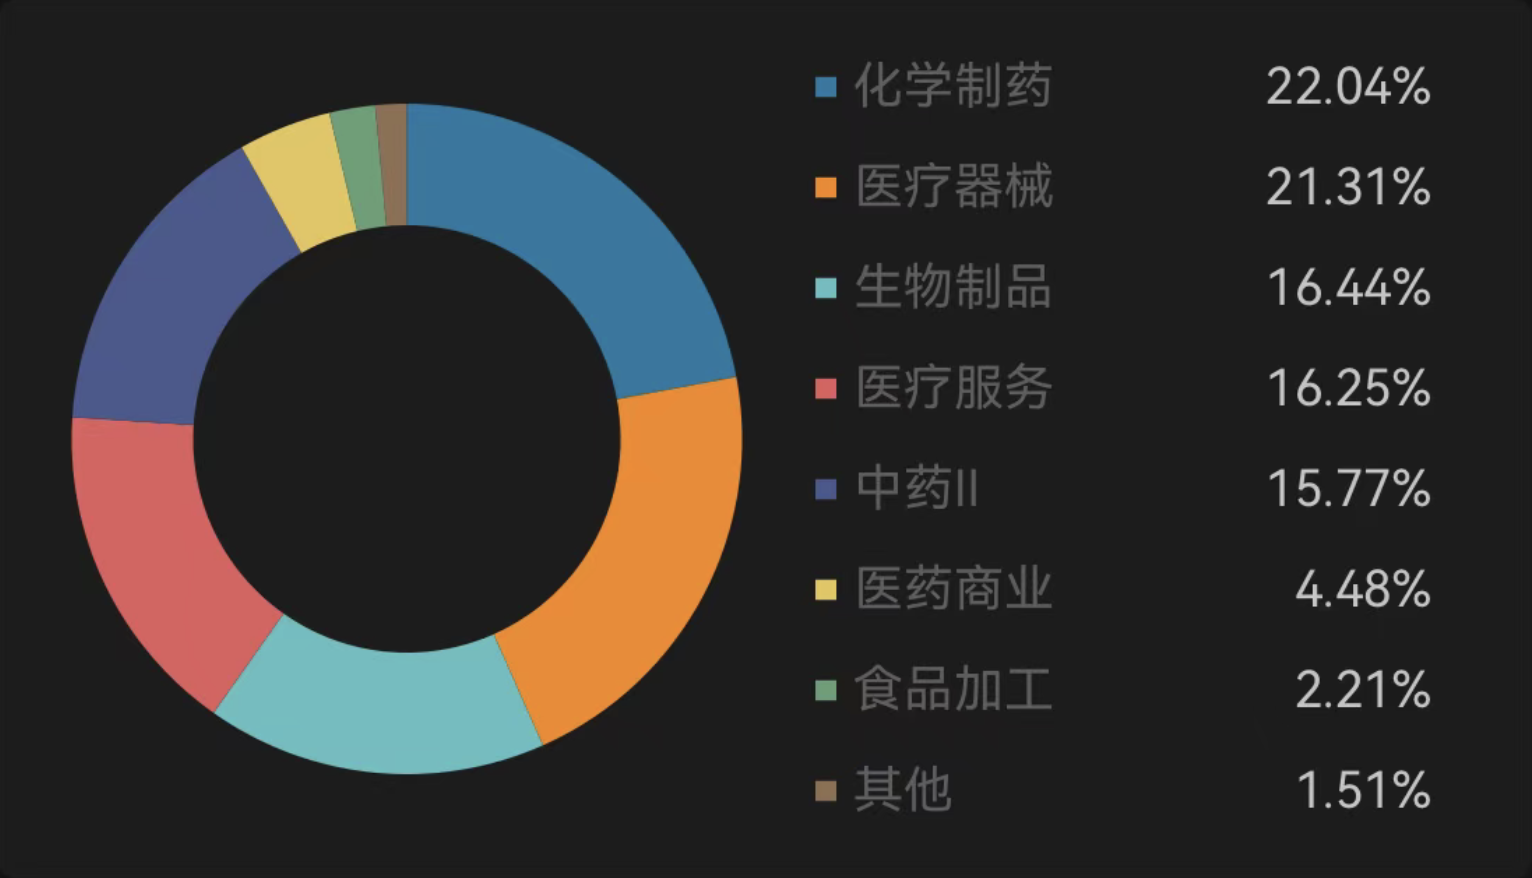 化学制药 22.04%
医疗器械 21.31%
生物制品 16.44%
医疗服务 16.25%
中药II 15.77%
医药商业 4.48%
食品加工 2.21%
其他 1.51%